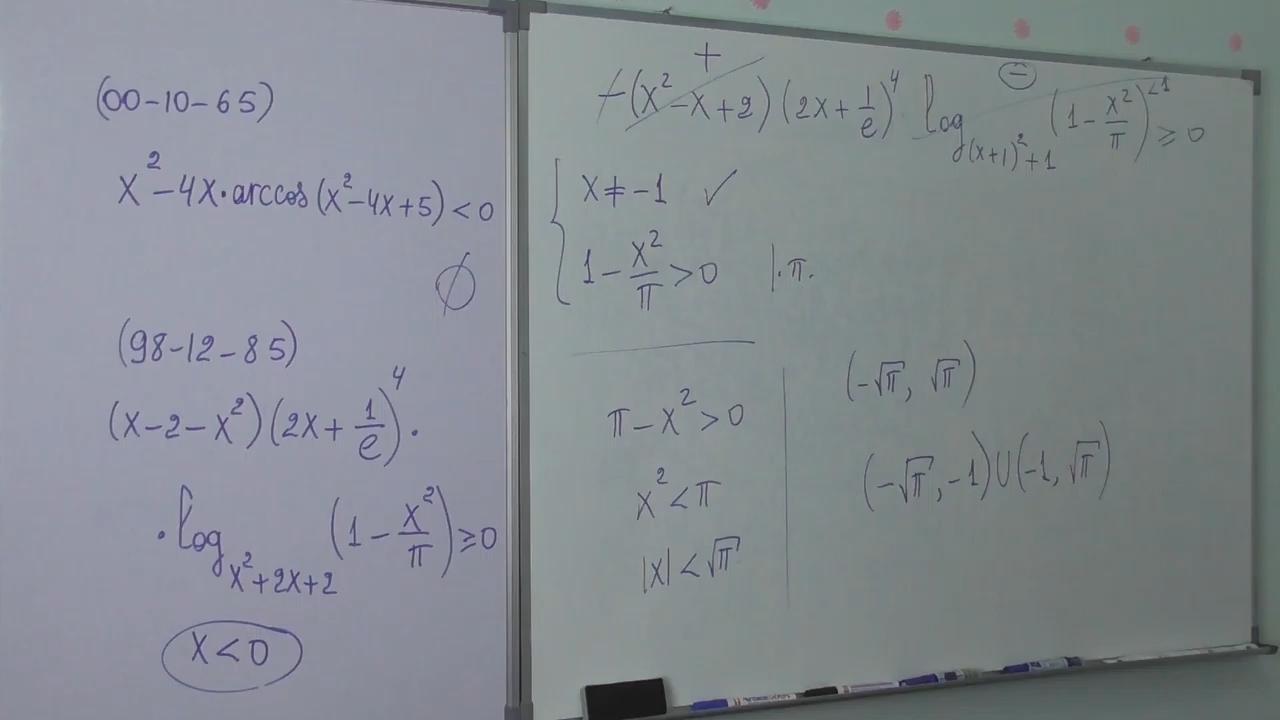 (00-10-65)
x²-4x·arccos(x²-4x+5)<0
∅
(98-12-85)
(x-2-x²)(2x+1/e)⁴·
·log_{x²+2x+2}(1-x²/π)≥0
x<0
+ ⊖
-(x²-x+2)(2x+1/e)⁴ log_{(x+1)²+1}(1-x²/π)^{<1}≥0
{x≠-1 ✓
1-x²/π>0 |·π.
π-x²>0
x²<π
|x|<√π
(-√π, √π)
(-√π,-1)∪(-1,√π)